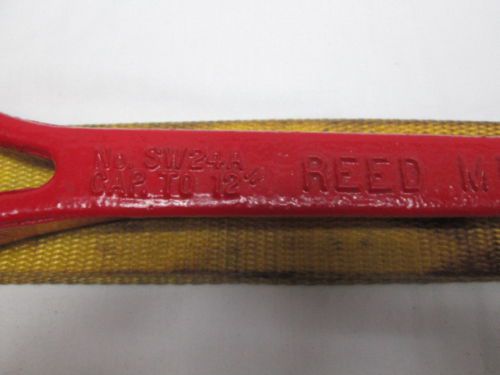 No. SW24A
CAP. TO 12"
REED M